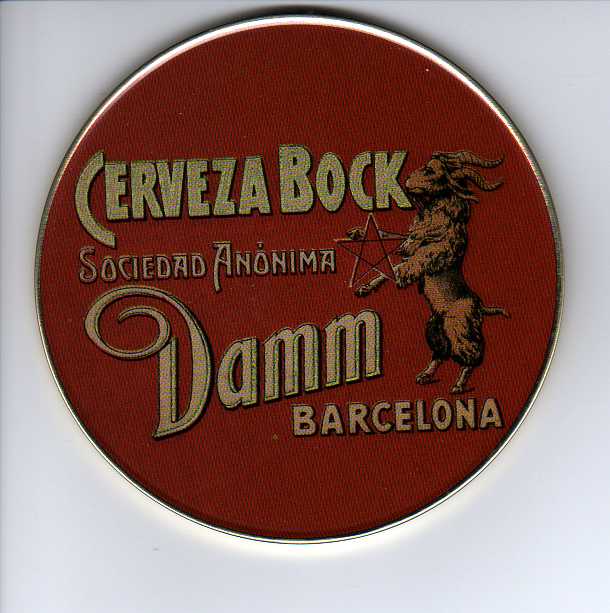 CERVEZA BOCK
SOCIEDAD ANÓNIMA
Damm
BARCELONA